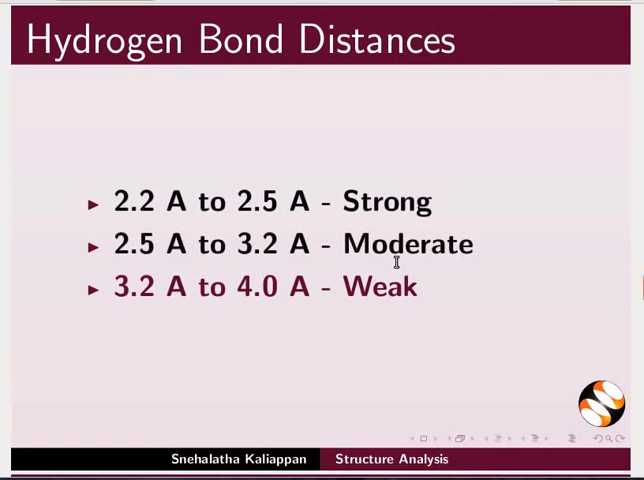 Hydrogen Bond Distances
2.2 A to 2.5 A - Strong
2.5 A to 3.2 A - Moderate
3.2 A to 4.0 A - Weak
Snehalatha Kaliappan Structure Analysis